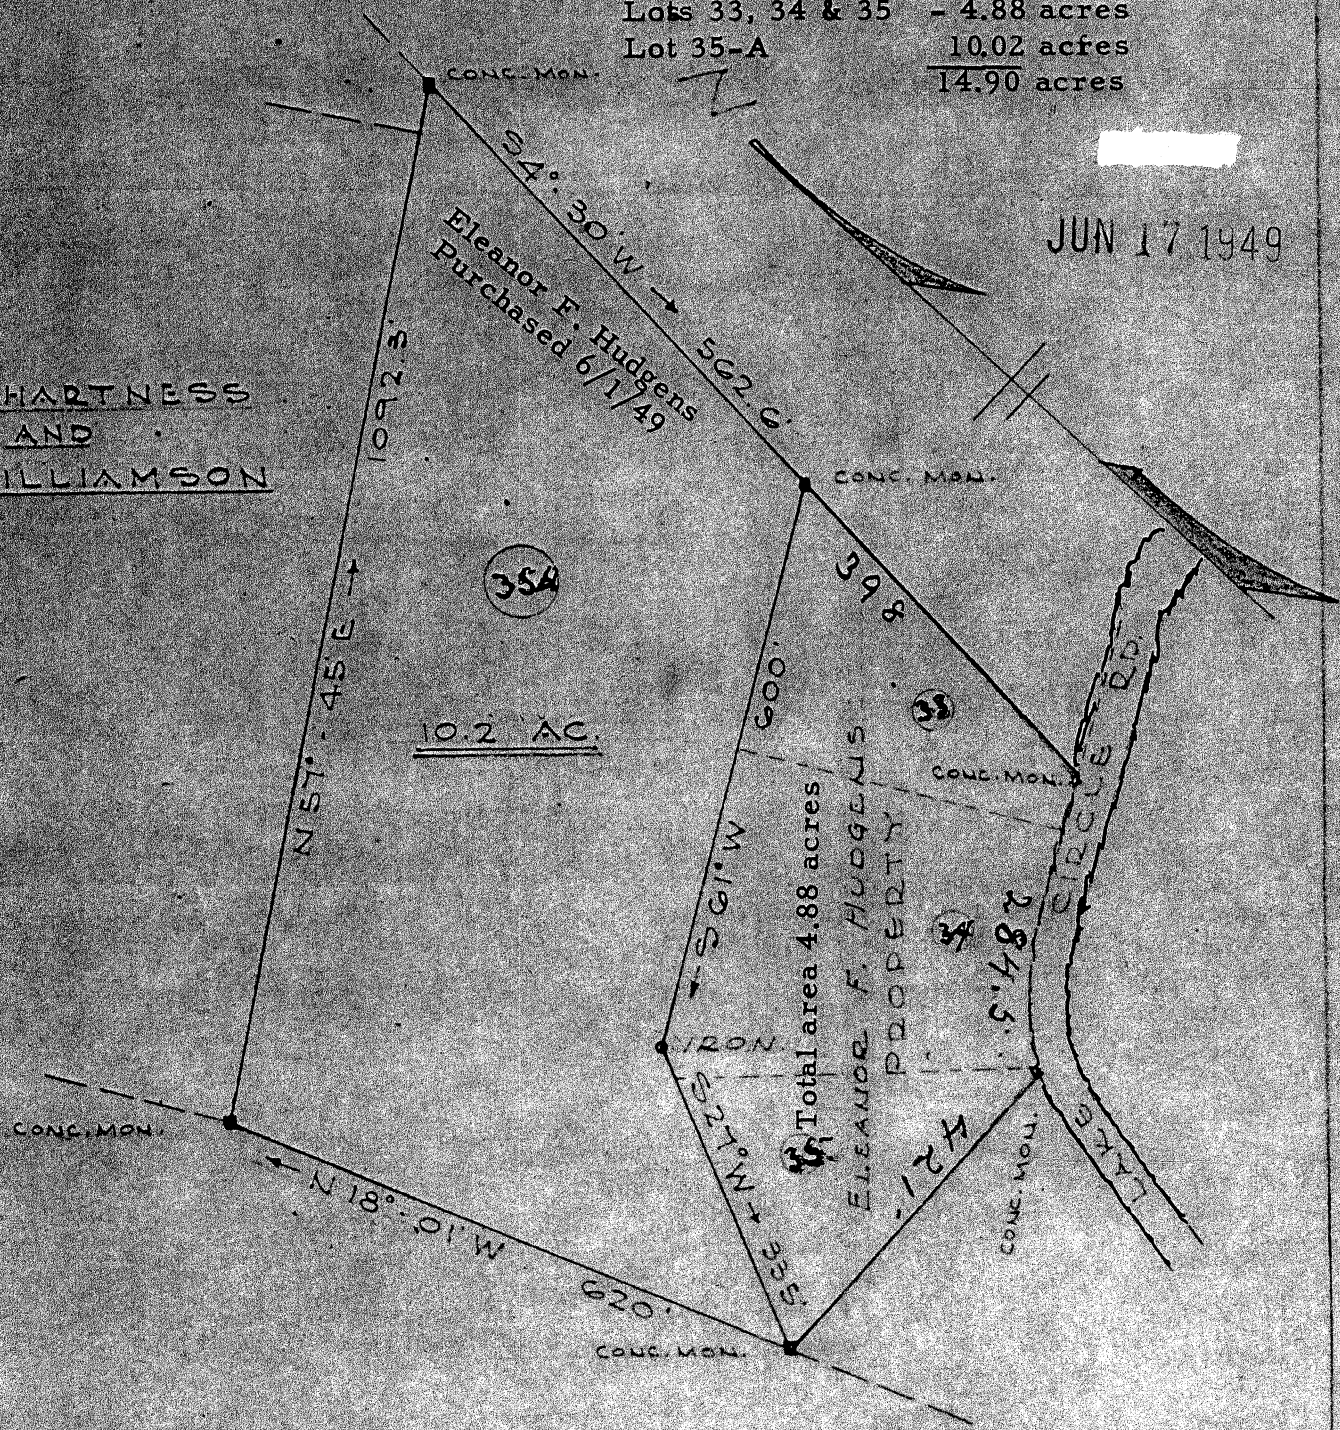 Lots 33, 34 & 35 - 4.88 acres
Lot 35-A 10.02 acres
14.90 acres
CONC. MON.
JUN 17 1949
S4° 30' W → 562.6'
Eleanor F. Hudgens
Purchased 6/1/49
HARTNESS
AND
ILLIAMSON
N 57° - 45' E → 1092.3
CONC. MON.
398
35A
33
10.2 AC.
600'
← S61° W
CONC. MON.
CIRCLE RD.
34
284.5'
Total area 4.88 acres
ELEANOR F. HUDGENS
PROPERTY
IRON.
CONC. MON.
← N 18° - 01' W
620'
S27° W ← 335'
35
421'
CONC. MON.
LAKE
CONC. MON.